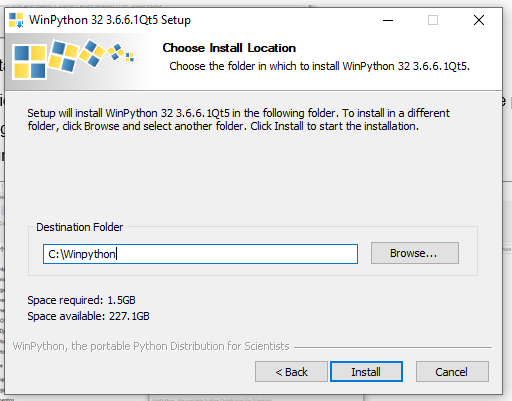 WinPython 32 3.6.6.1Qt5 Setup
Choose Install Location
Choose the folder in which to install WinPython 32 3.6.6.1Qt5.
Setup will install WinPython 32 3.6.6.1Qt5 in the following folder. To install in a different
folder, click Browse and select another folder. Click Install to start the installation.
Destination Folder
C:\Winpython
Browse...
Space required: 1.5GB
Space available: 227.1GB
WinPython, the portable Python Distribution for Scientists
< Back
Install
Cancel